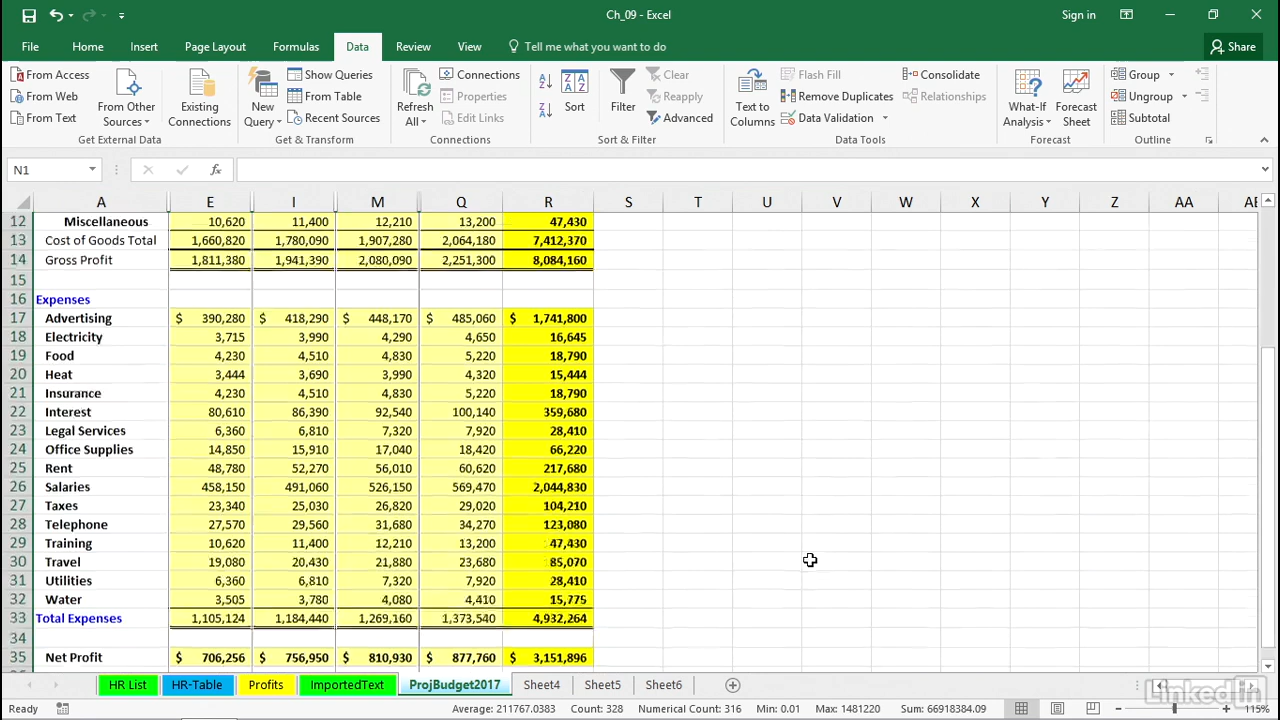 Ch_09 - Excel
Sign in
File Home Insert Page Layout Formulas Data Review View Tell me what you want to do Share
From Access
From Web
From Text
From Other Sources
Existing Connections
Get External Data
New Query
Show Queries
From Table
Recent Sources
Get & Transform
Refresh All
Connections
Properties
Edit Links
Connections
Sort
Filter
Clear
Reapply
Advanced
Sort & Filter
Text to Columns
Flash Fill
Remove Duplicates
Data Validation
Consolidate
Relationships
Data Tools
What-If Analysis
Forecast Sheet
Forecast
Group
Ungroup
Subtotal
Outline
N1 fx
A E I M Q R S T U V W X Y Z AA
12 Miscellaneous 10,620 11,400 12,210 13,200 47,430
13 Cost of Goods Total 1,660,820 1,780,090 1,907,280 2,064,180 7,412,370
14 Gross Profit 1,811,380 1,941,390 2,080,090 2,251,300 8,084,160
15
16 Expenses
17 Advertising $ 390,280 $ 418,290 $ 448,170 $ 485,060 $ 1,741,800
18 Electricity 3,715 3,990 4,290 4,650 16,645
19 Food 4,230 4,510 4,830 5,220 18,790
20 Heat 3,444 3,690 3,990 4,320 15,444
21 Insurance 4,230 4,510 4,830 5,220 18,790
22 Interest 80,610 86,390 92,540 100,140 359,680
23 Legal Services 6,360 6,810 7,320 7,920 28,410
24 Office Supplies 14,850 15,910 17,040 18,420 66,220
25 Rent 48,780 52,270 56,010 60,620 217,680
26 Salaries 458,150 491,060 526,150 569,470 2,044,830
27 Taxes 23,340 25,030 26,820 29,020 104,210
28 Telephone 27,570 29,560 31,680 34,270 123,080
29 Training 10,620 11,400 12,210 13,200 47,430
30 Travel 19,080 20,430 21,880 23,680 85,070
31 Utilities 6,360 6,810 7,320 7,920 28,410
32 Water 3,505 3,780 4,080 4,410 15,775
33 Total Expenses 1,105,124 1,184,440 1,269,160 1,373,540 4,932,264
34
35 Net Profit $ 706,256 $ 756,950 $ 810,930 $ 877,760 $ 3,151,896
HR List HR-Table Profits ImportedText ProjBudget2017 Sheet4 Sheet5 Sheet6
LinkedIn
Ready Count: 328 Numerical Count: 316 Min: 0.01 Max: 1481220 Sum: 66918384.09 115%